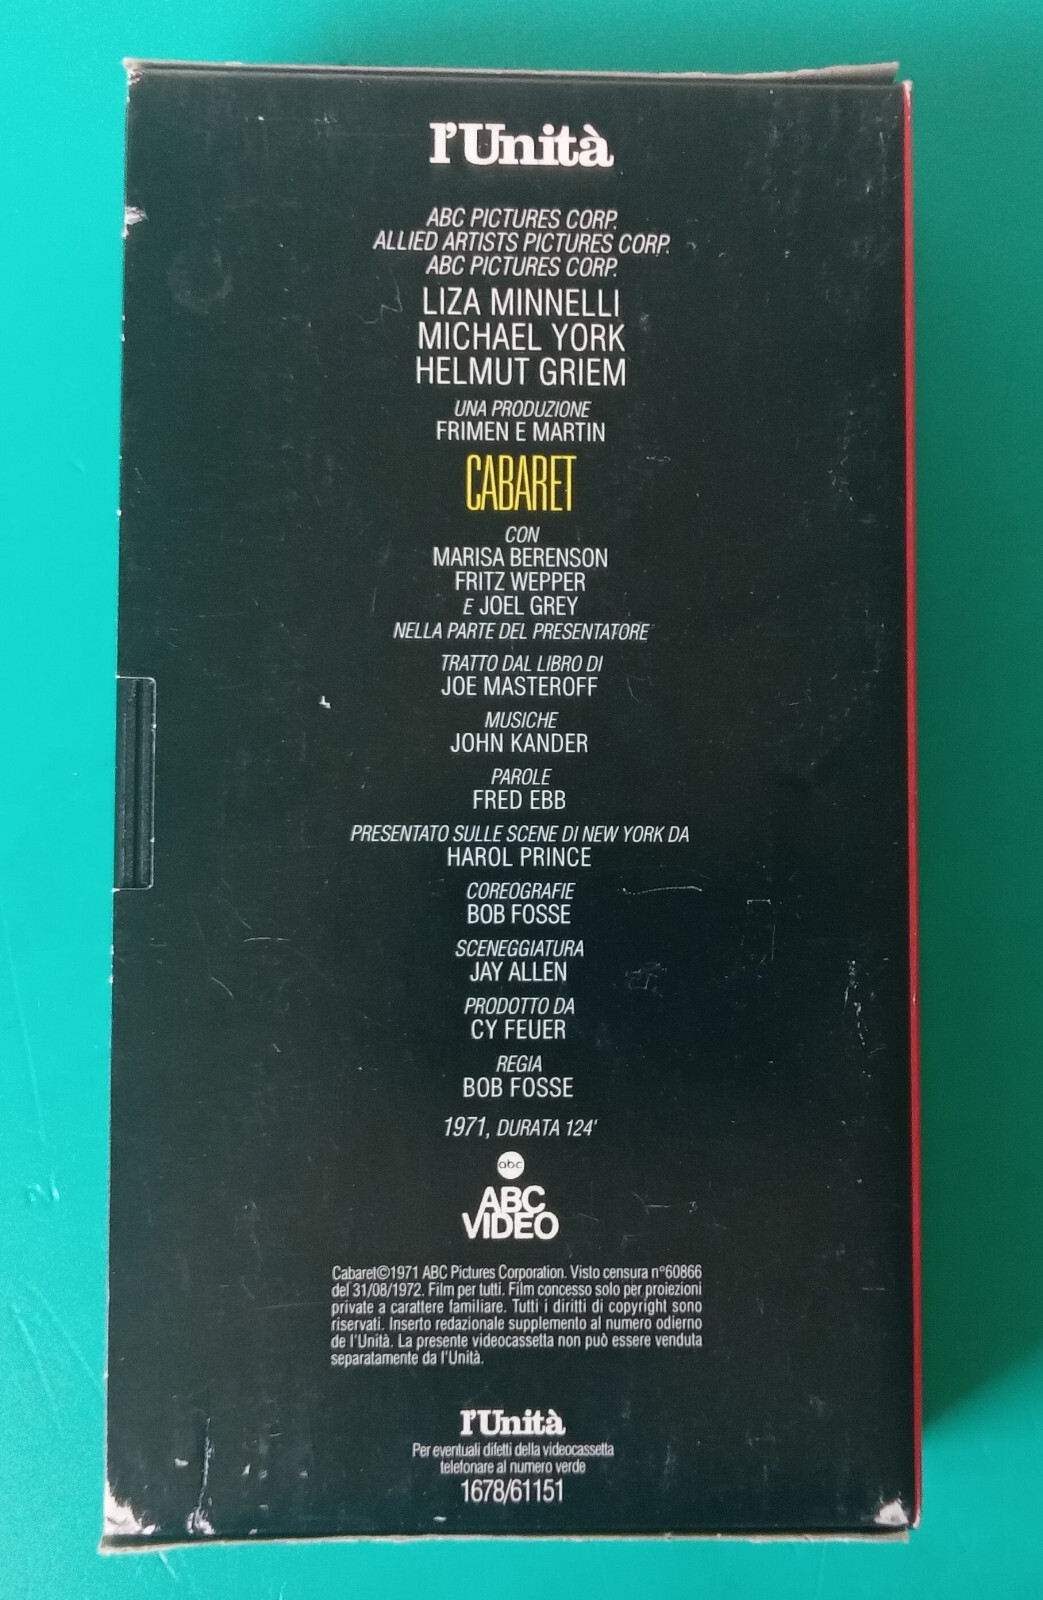 l'Unità
ABC PICTURES CORP.
ALLIED ARTISTS PICTURES CORP.
ABC PICTURES CORP.
LIZA MINNELLI
MICHAEL YORK
HELMUT GRIEM
UNA PRODUZIONE
FRIMEN E MARTIN
CABARET
CON
MARISA BERENSON
FRITZ WEPPER
E JOEL GREY
NELLA PARTE DEL PRESENTATORE
TRATTO DAL LIBRO DI
JOE MASTEROFF
MUSICHE
JOHN KANDER
PAROLE
FRED EBB
PRESENTATO SULLE SCENE DI NEW YORK DA
HAROL PRINCE
COREOGRAFIE
BOB FOSSE
SCENEGGIATURA
JAY ALLEN
PRODOTTO DA
CY FEUER
REGIA
BOB FOSSE
1971, DURATA 124'
abc
ABC
VIDEO
Cabaret©1971 ABC Pictures Corporation. Visto censura n°60866
del 31/08/1972. Film per tutti. Film concesso solo per proiezioni
private a carattere familiare. Tutti i diritti di copyright sono
riservati. Inserto redazionale supplemento al numero odierno
de l'Unità. La presente videocassetta non può essere venduta
separatamente da l'Unità.
l'Unità
Per eventuali difetti della videocassetta
telefonare al numero verde
1678/61151